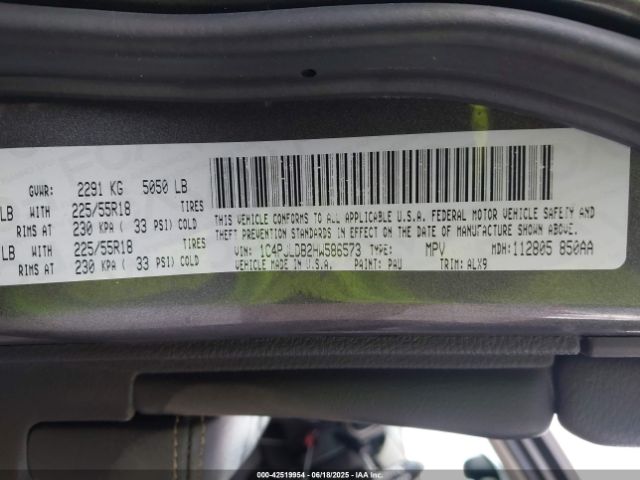 GVWR: 2291 KG 5050 LB
LB WITH 225/55R18 TIRES
RIMS AT 230 KPA ( 33 PSI) COLD
LB WITH 225/55R18 TIRES
RIMS AT 230 KPA ( 33 PSI) COLD
THIS VEHICLE CONFORMS TO ALL APPLICABLE U.S.A. FEDERAL MOTOR VEHICLE SAFETY AND
THEFT PREVENTION STANDARDS IN EFFECT ON THE DATE OF MANUFACTURE SHOWN ABOVE.
VIN: 1C4PJLDB2HW586573 TYPE: MPV MDH: 112805 850AA
VEHICLE MADE IN U.S.A. PAINT: PAU TRIM: ALX9
000-42519954 - 06/18/2025 - IAAI.com